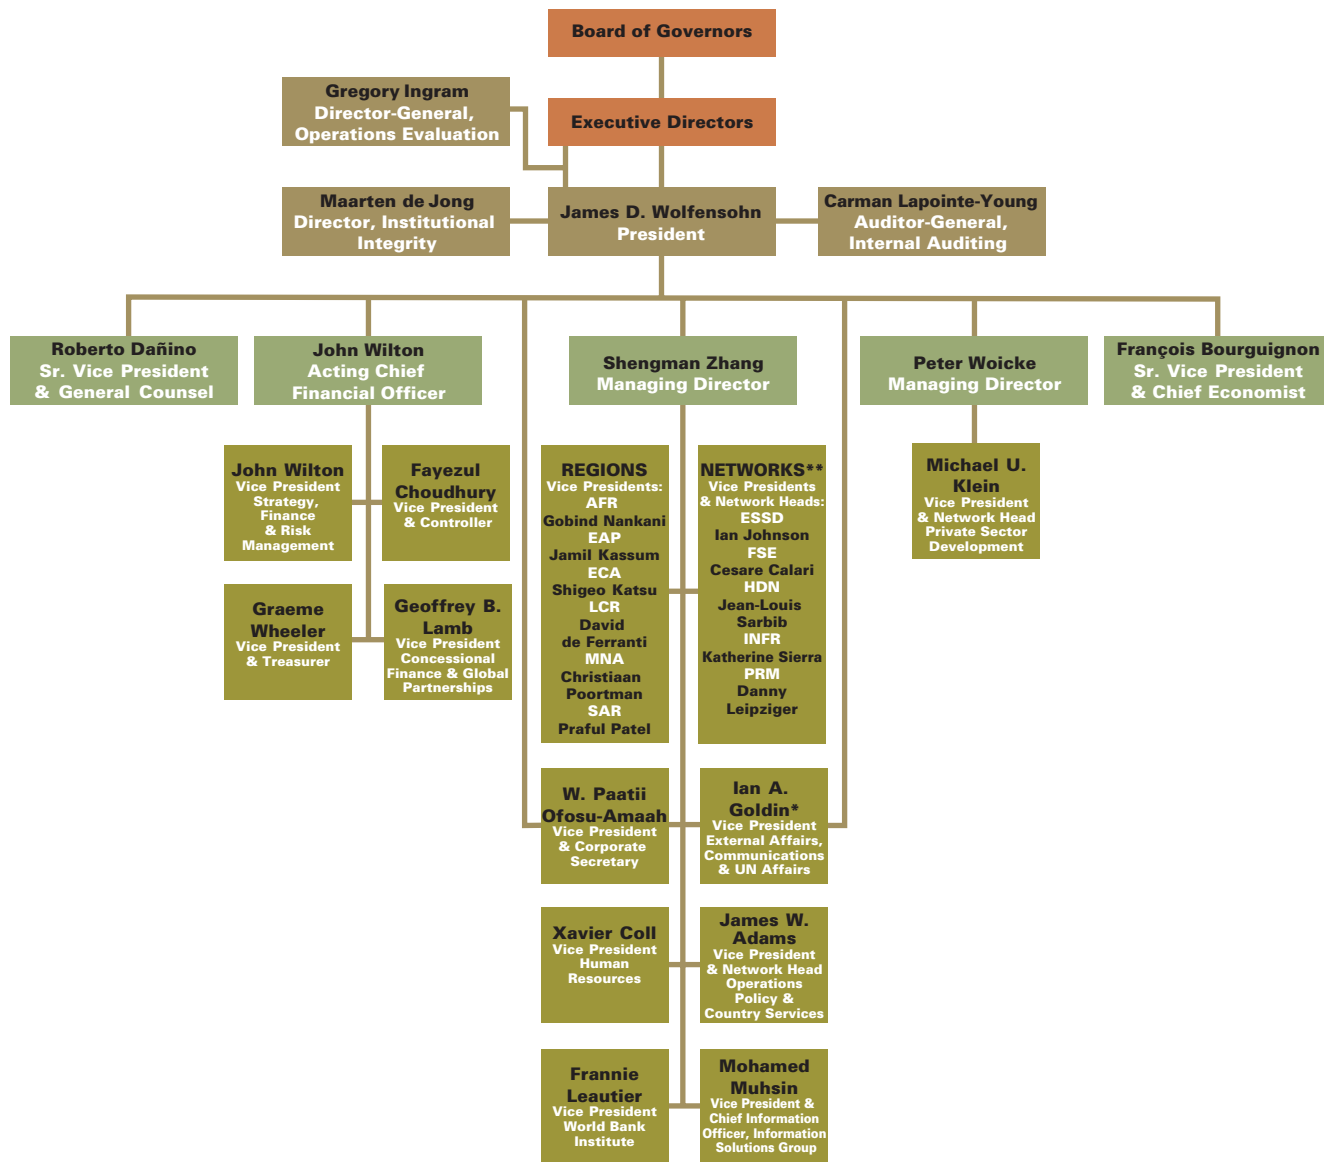 Board of Governors
Gregory Ingram
Director-General,
Operations Evaluation
Executive Directors
Maarten de Jong
Director, Institutional
Integrity
James D. Wolfensohn
President
Carman Lapointe-Young
Auditor-General,
Internal Auditing
Roberto Dañino
Sr. Vice President
& General Counsel
John Wilton
Acting Chief
Financial Officer
Shengman Zhang
Managing Director
Peter Woicke
Managing Director
François Bourguignon
Sr. Vice President
& Chief Economist
John Wilton
Vice President
Strategy,
Finance
& Risk
Management
Fayezul
Choudhury
Vice President
& Controller
Graeme
Wheeler
Vice President
& Treasurer
Geoffrey B.
Lamb
Vice President
Concessional
Finance & Global
Partnerships
REGIONS
Vice Presidents:
AFR
Gobind Nankani
EAP
Jamil Kassum
ECA
Shigeo Katsu
LCR
David
de Ferranti
MNA
Christiaan
Poortman
SAR
Praful Patel
NETWORKS**
Vice Presidents
& Network Heads:
ESSD
Ian Johnson
FSE
Cesare Calari
HDN
Jean-Louis
Sarbib
INFR
Katherine Sierra
PRM
Danny
Leipziger
Michael U.
Klein
Vice President
& Network Head
Private Sector
Development
W. Paatii
Ofosu-Amaah
Vice President
& Corporate
Secretary
Ian A.
Goldin*
Vice President
External Affairs,
Communications
& UN Affairs
Xavier Coll
Vice President
Human
Resources
James W.
Adams
Vice President
& Network Head
Operations
Policy &
Country Services
Frannie
Leautier
Vice President
World Bank
Institute
Mohamed
Muhsin
Vice President &
Chief Information
Officer, Information
Solutions Group